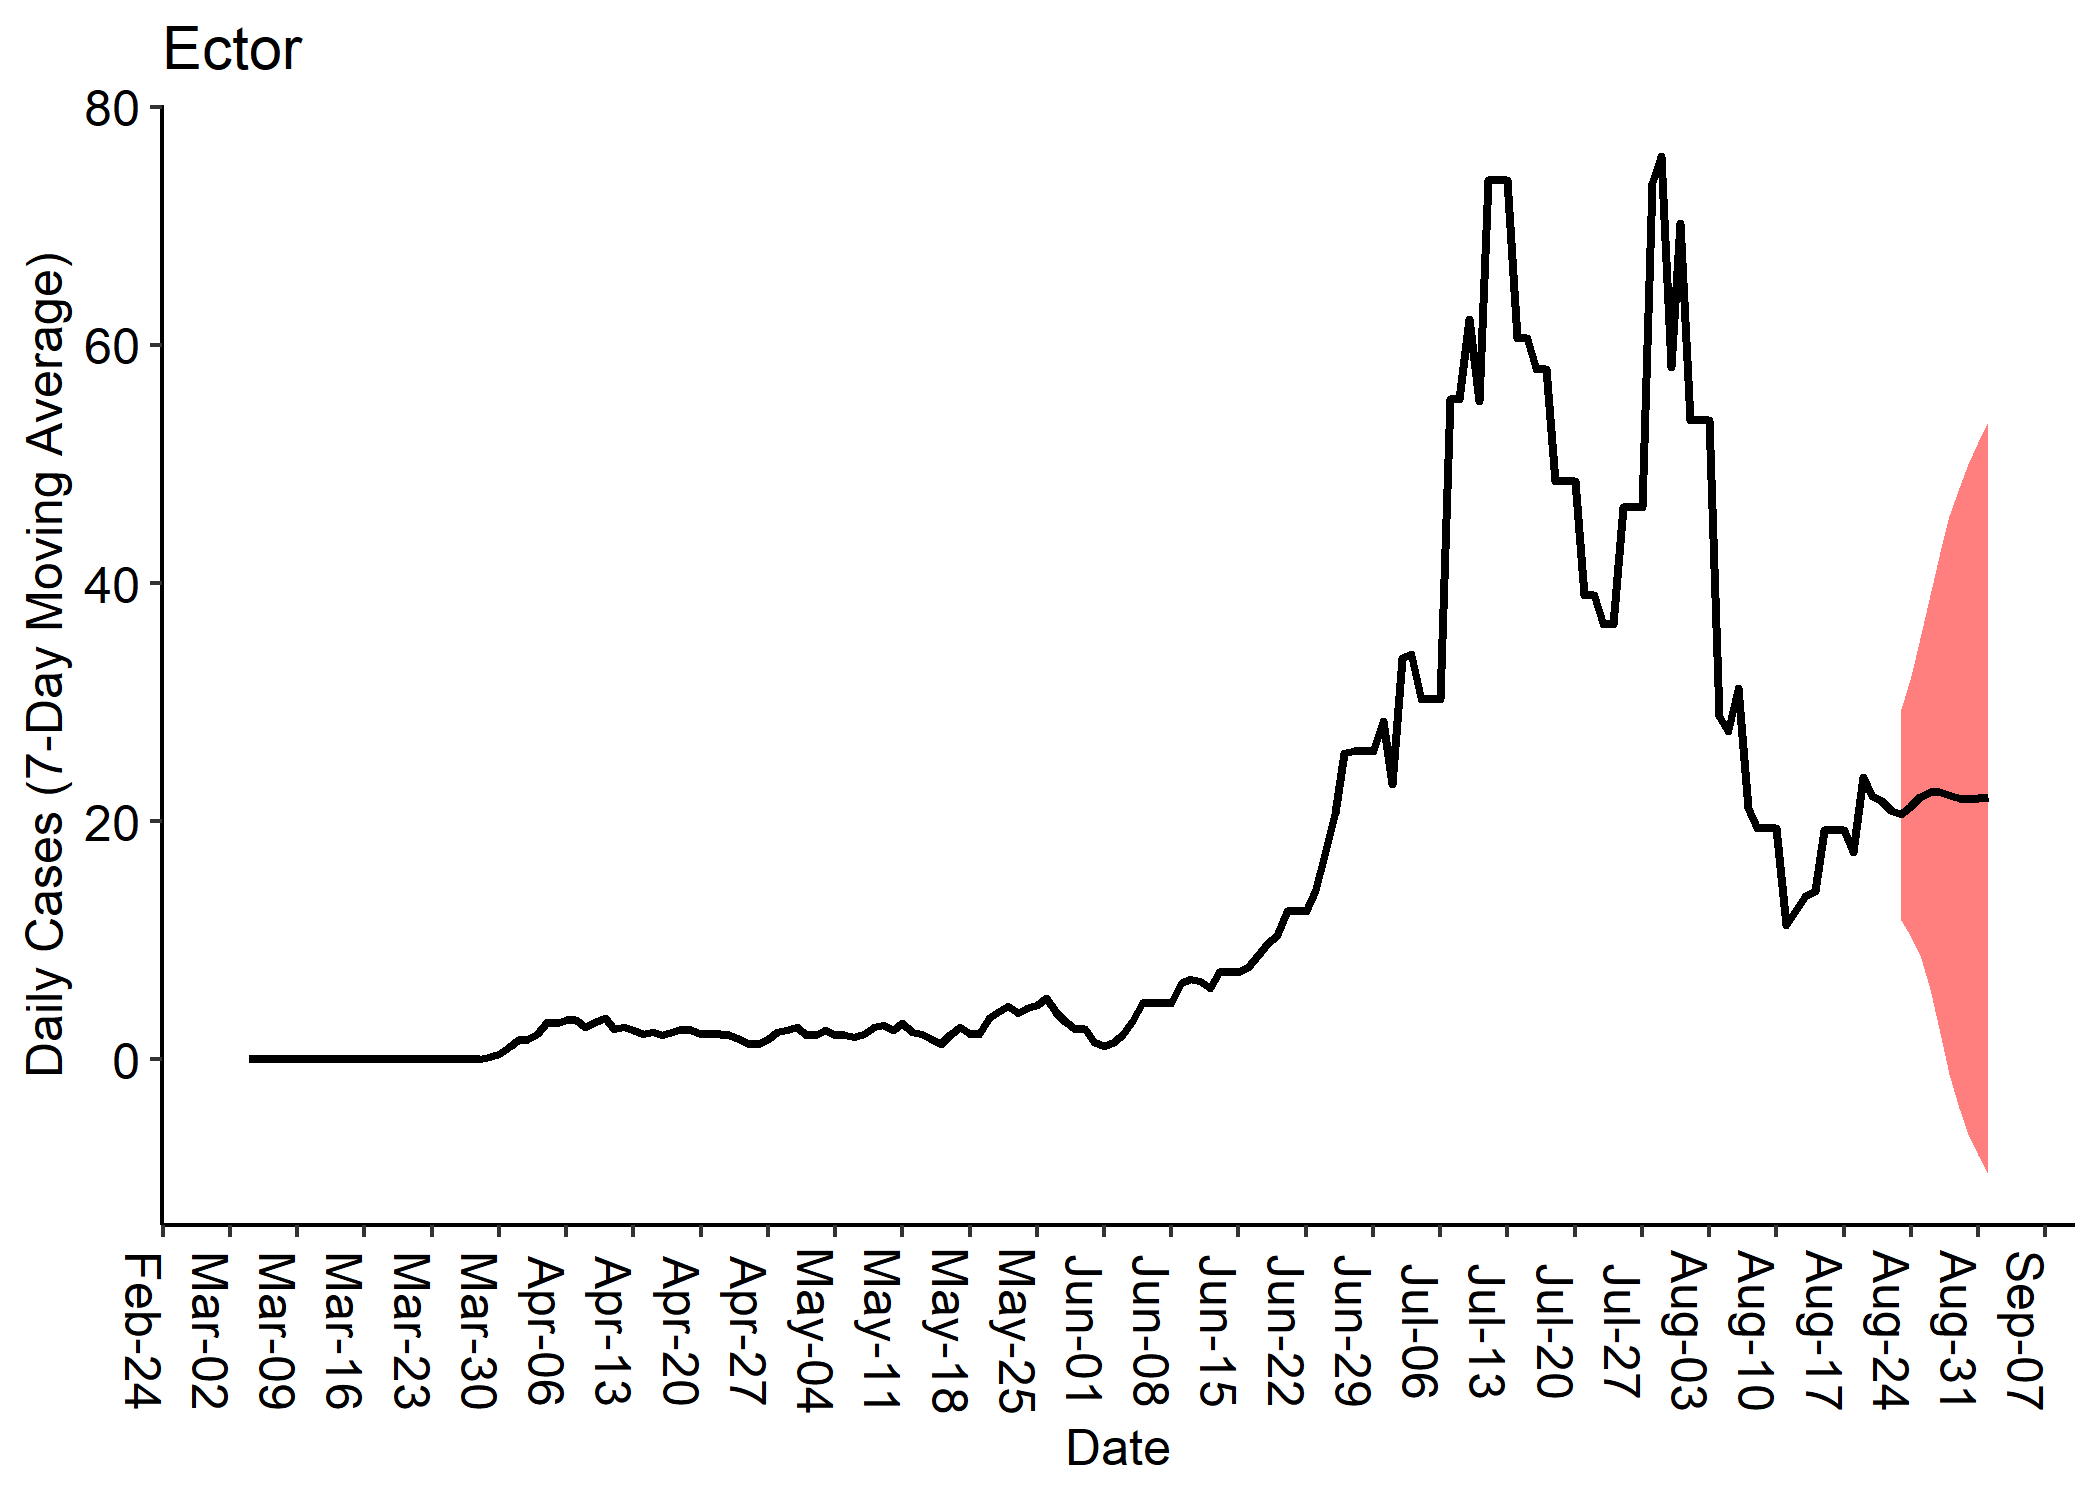 Ector
Daily Cases (7-Day Moving Average)
80
60
40
20
0
Feb-24
Mar-02
Mar-09
Mar-16
Mar-23
Mar-30
Apr-06
Apr-13
Apr-20
Apr-27
May-04
May-11
May-18
May-25
Jun-01
Jun-08
Jun-15
Jun-22
Jun-29
Jul-06
Jul-13
Jul-20
Jul-27
Aug-03
Aug-10
Aug-17
Aug-24
Aug-31
Sep-07
Date